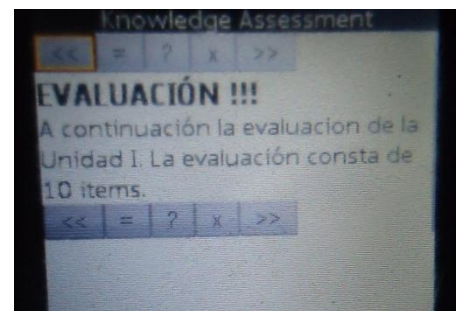 Knowledge Assessment
<< = ? x >>
EVALUACIÓN !!!
A continuación la evaluacion de la
Unidad I. La evaluación consta de
10 items.
<< = ? x >>